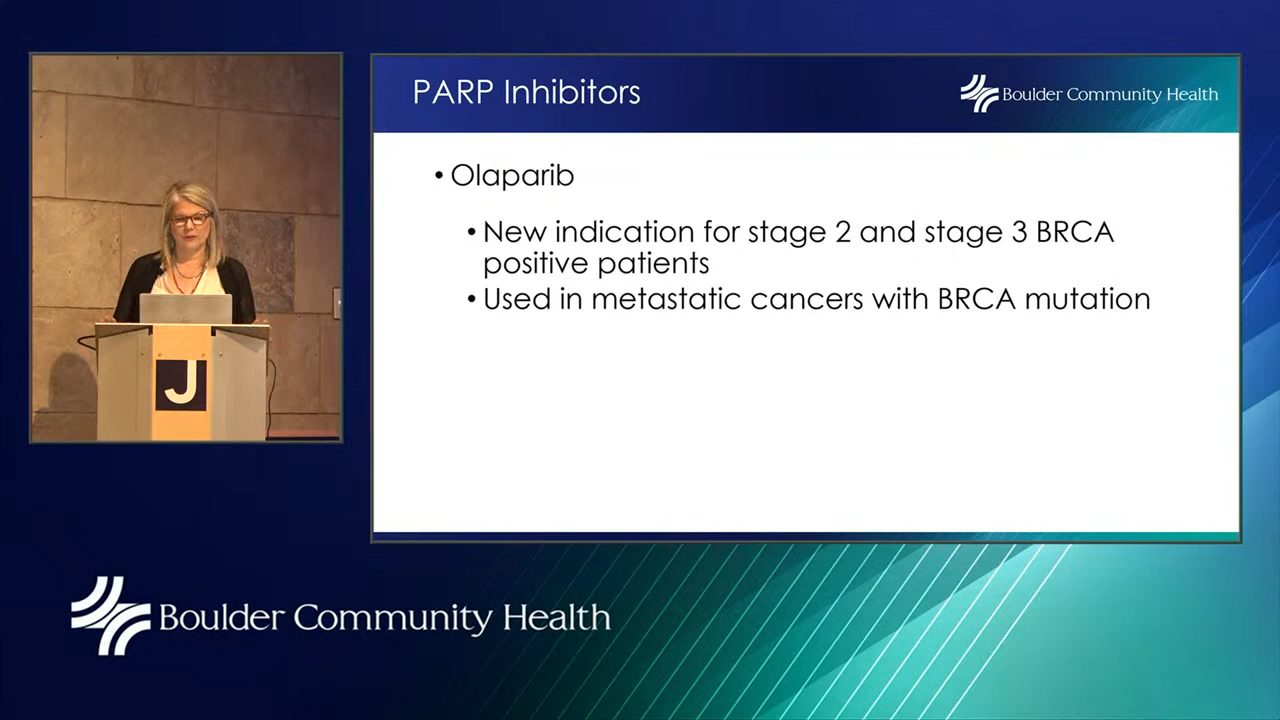 PARP Inhibitors
Boulder Community Health
• Olaparib
• New indication for stage 2 and stage 3 BRCA
positive patients
• Used in metastatic cancers with BRCA mutation
J
Boulder Community Health